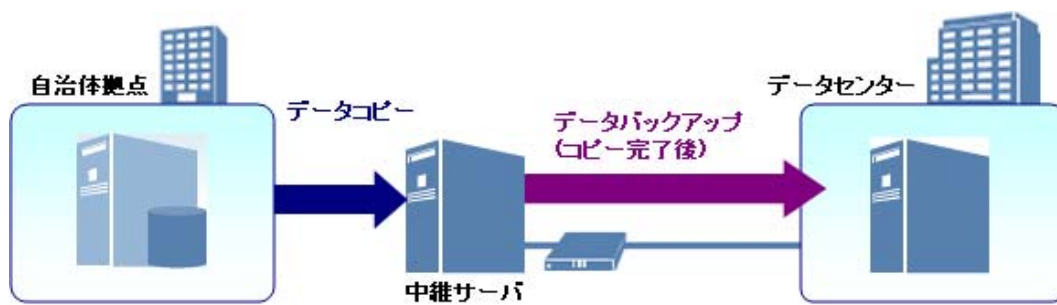 自治体拠点
データコピー
データバックアップ
(コピー完了後)
中継サーバ
データセンター